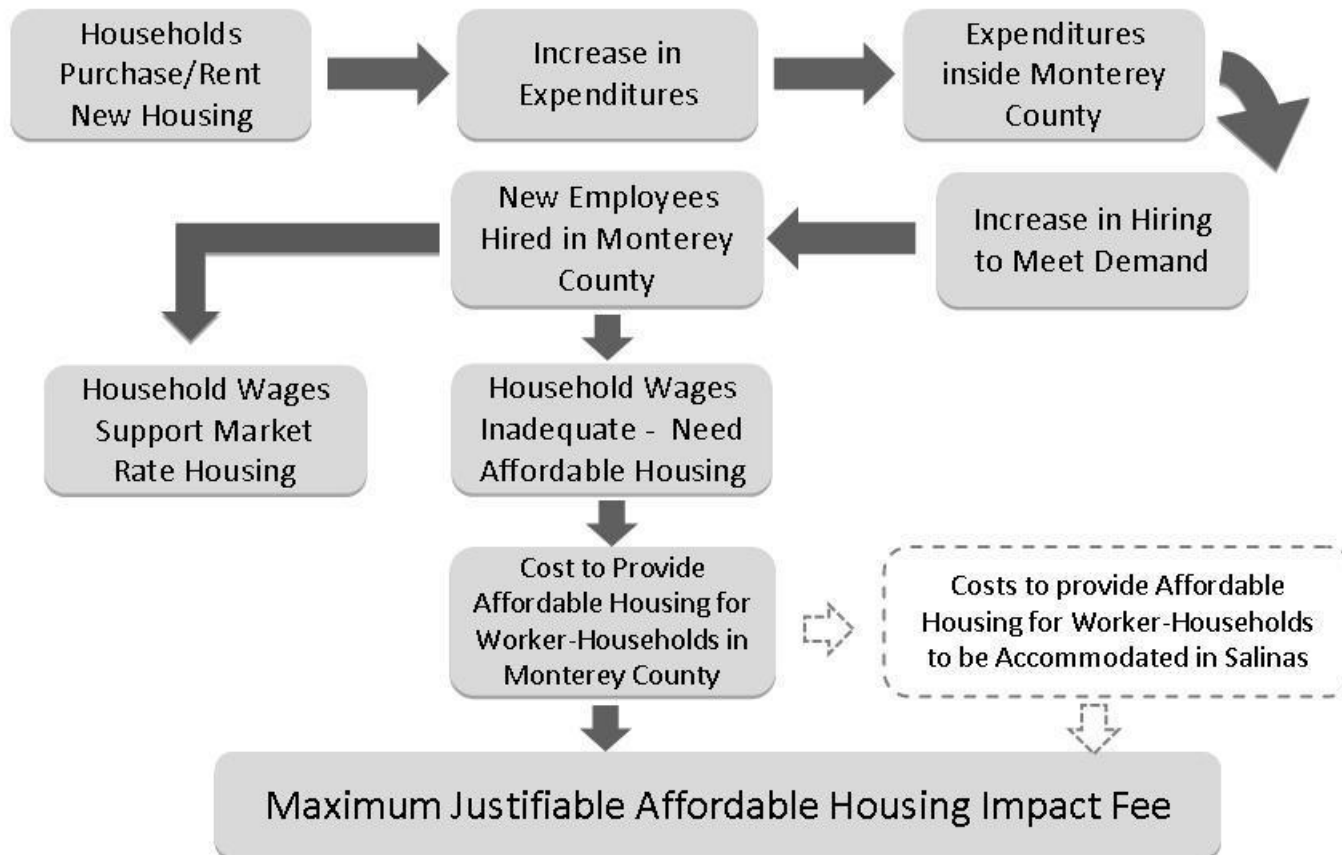 Households
Purchase/Rent
New Housing
Increase in
Expenditures
Expenditures
inside Monterey
County
Increase in Hiring
to Meet Demand
New Employees
Hired in Monterey
County
Household Wages
Support Market
Rate Housing
Household Wages
Inadequate - Need
Affordable Housing
Cost to Provide
Affordable Housing for
Worker-Households in
Monterey County
Costs to provide Affordable
Housing for Worker-Households
to be Accommodated in Salinas
Maximum Justifiable Affordable Housing Impact Fee